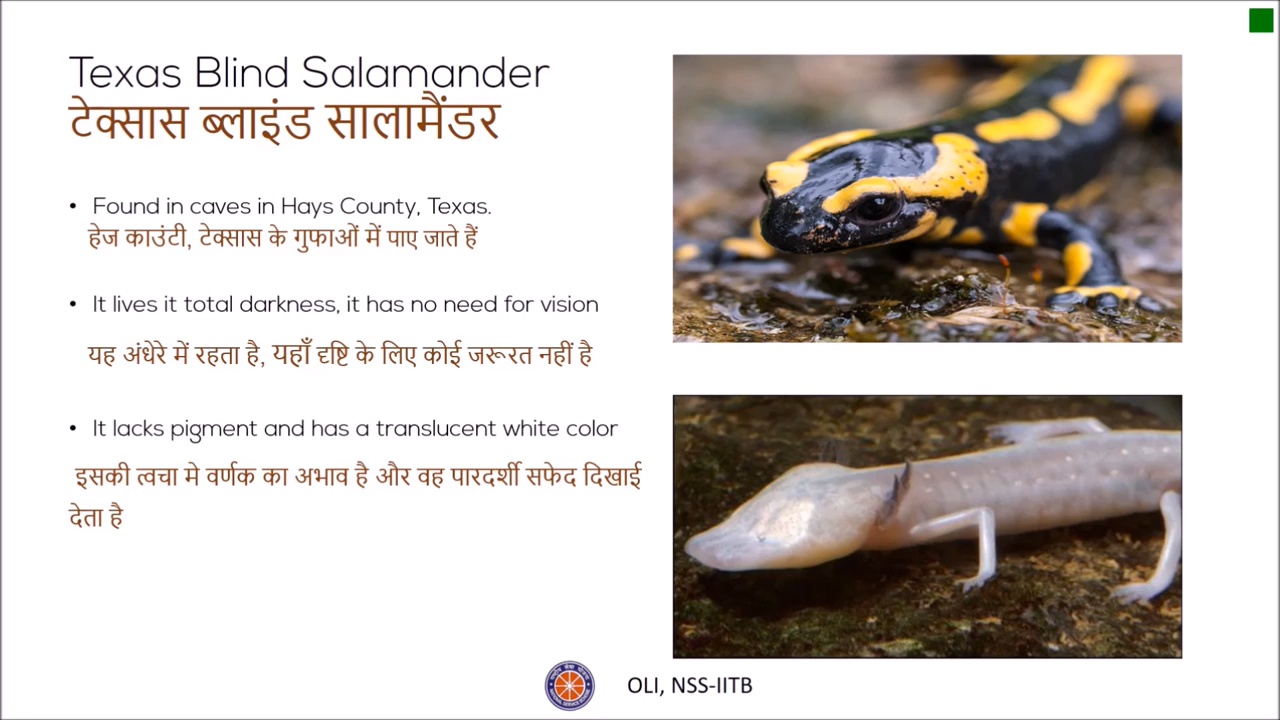 Texas Blind Salamander
टेक्सास ब्लाइंड सालामैंडर
• Found in caves in Hays County, Texas.
हेज काउंटी, टेक्सास के गुफाओं में पाए जाते हैं
• It lives it total darkness, it has no need for vision
यह अंधेरे में रहता है, यहाँ दृष्टि के लिए कोई जरूरत नहीं है
• It lacks pigment and has a translucent white color
इसकी त्वचा मे वर्णक का अभाव है और वह पारदर्शी सफेद दिखाई
देता है
OLI, NSS-IITB